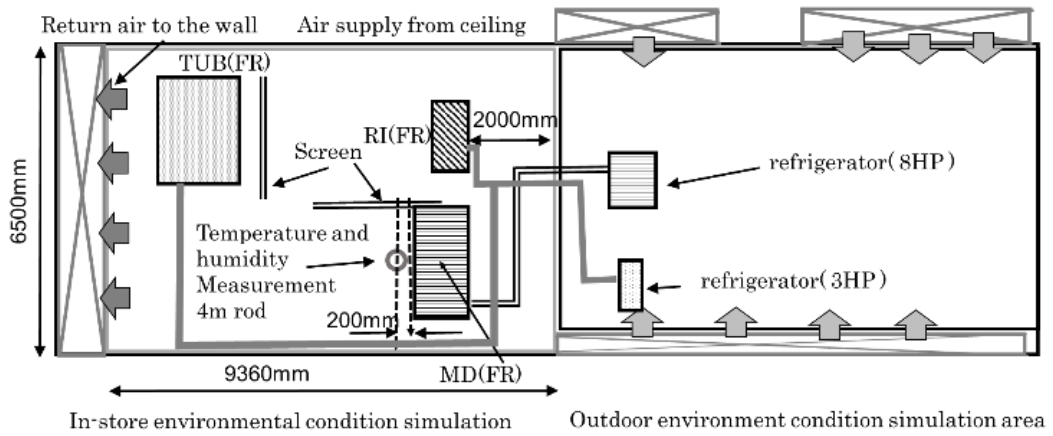 Return air to the wall
Air supply from ceiling
TUB(FR)
RI(FR)
2000mm
Screen
refrigerator( 8HP )
6500mm
Temperature and
humidity
Measurement
4m rod
refrigerator( 3HP )
200mm
9360mm
MD(FR)
In-store environmental condition simulation
Outdoor environment condition simulation area